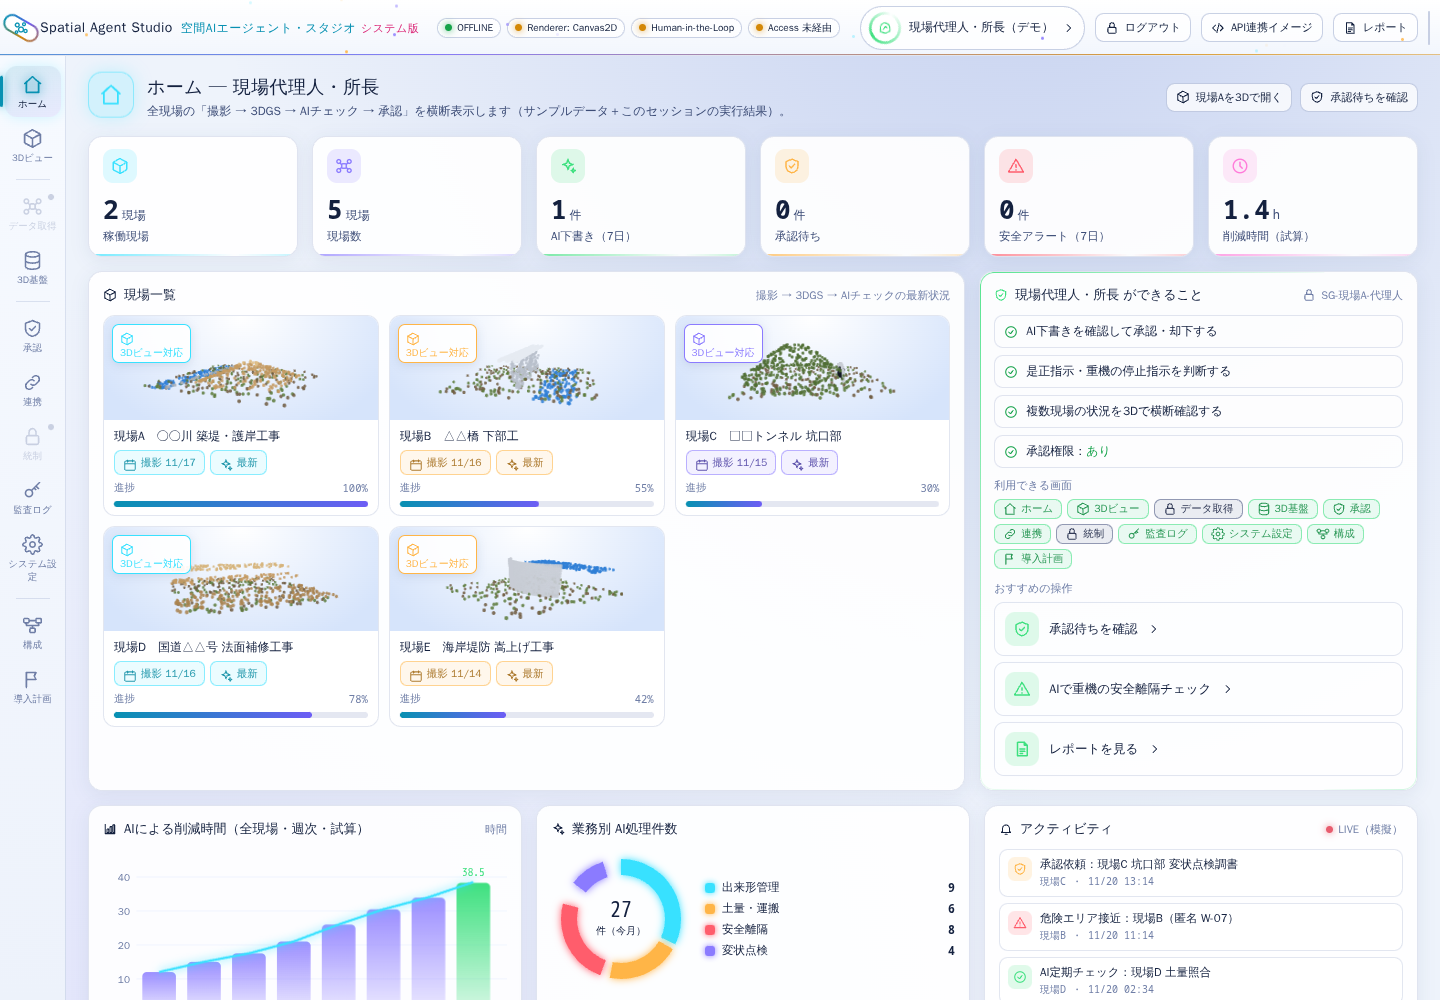 Spatial Agent Studio 空間AIエージェント・スタジオ システム版
OFFLINE
Renderer: Canvas2D
Human-in-the-Loop
Access 未経由
現場代理人・所長（デモ）
ログアウト
API連携イメージ
レポート
ホーム
3Dビュー
データ取得
3D基盤
承認
連携
統制
監査ログ
システム設定
構成
導入計画
ホーム — 現場代理人・所長
全現場の「撮影 → 3DGS → AIチェック → 承認」を横断表示します（サンプルデータ＋このセッションの実行結果）。
現場Aを3Dで開く
承認待ちを確認
2 現場
稼働現場
5 現場
現場数
1 件
AI下書き（7日）
0 件
承認待ち
0 件
安全アラート（7日）
1.4 h
削減時間（試算）
現場一覧
撮影 → 3DGS → AIチェックの最新状況
3Dビュー対応
現場A　〇〇川 築堤・護岸工事
撮影 11/17
最新
進捗 100%
3Dビュー対応
現場B　△△橋 下部工
撮影 11/16
最新
進捗 55%
3Dビュー対応
現場C　□□トンネル 坑口部
撮影 11/15
最新
進捗 30%
3Dビュー対応
現場D　国道△△号 法面補修工事
撮影 11/16
最新
進捗 78%
3Dビュー対応
現場E　海岸堤防 嵩上げ工事
撮影 11/14
最新
進捗 42%
現場代理人・所長 ができること
SG-現場A-代理人
AI下書きを確認して承認・却下する
是正指示・重機の停止指示を判断する
複数現場の状況を3Dで横断確認する
承認権限：あり
利用できる画面
ホーム
3Dビュー
データ取得
3D基盤
承認
連携
統制
監査ログ
システム設定
構成
導入計画
おすすめの操作
承認待ちを確認
AIで重機の安全離隔チェック
レポートを見る
AIによる削減時間（全現場・週次・試算）
時間
38.5
40
30
20
10
業務別 AI処理件数
27
件（今月）
出来形管理 9
土量・運搬 6
安全離隔 8
変状点検 4
アクティビティ
LIVE（模擬）
承認依頼：現場C 坑口部 変状点検調書
現場C ・ 11/20 13:14
危険エリア接近：現場B（匿名 W-07）
現場B ・ 11/20 11:14
AI定期チェック：現場D 土量照合
現場D ・ 11/20 02:34